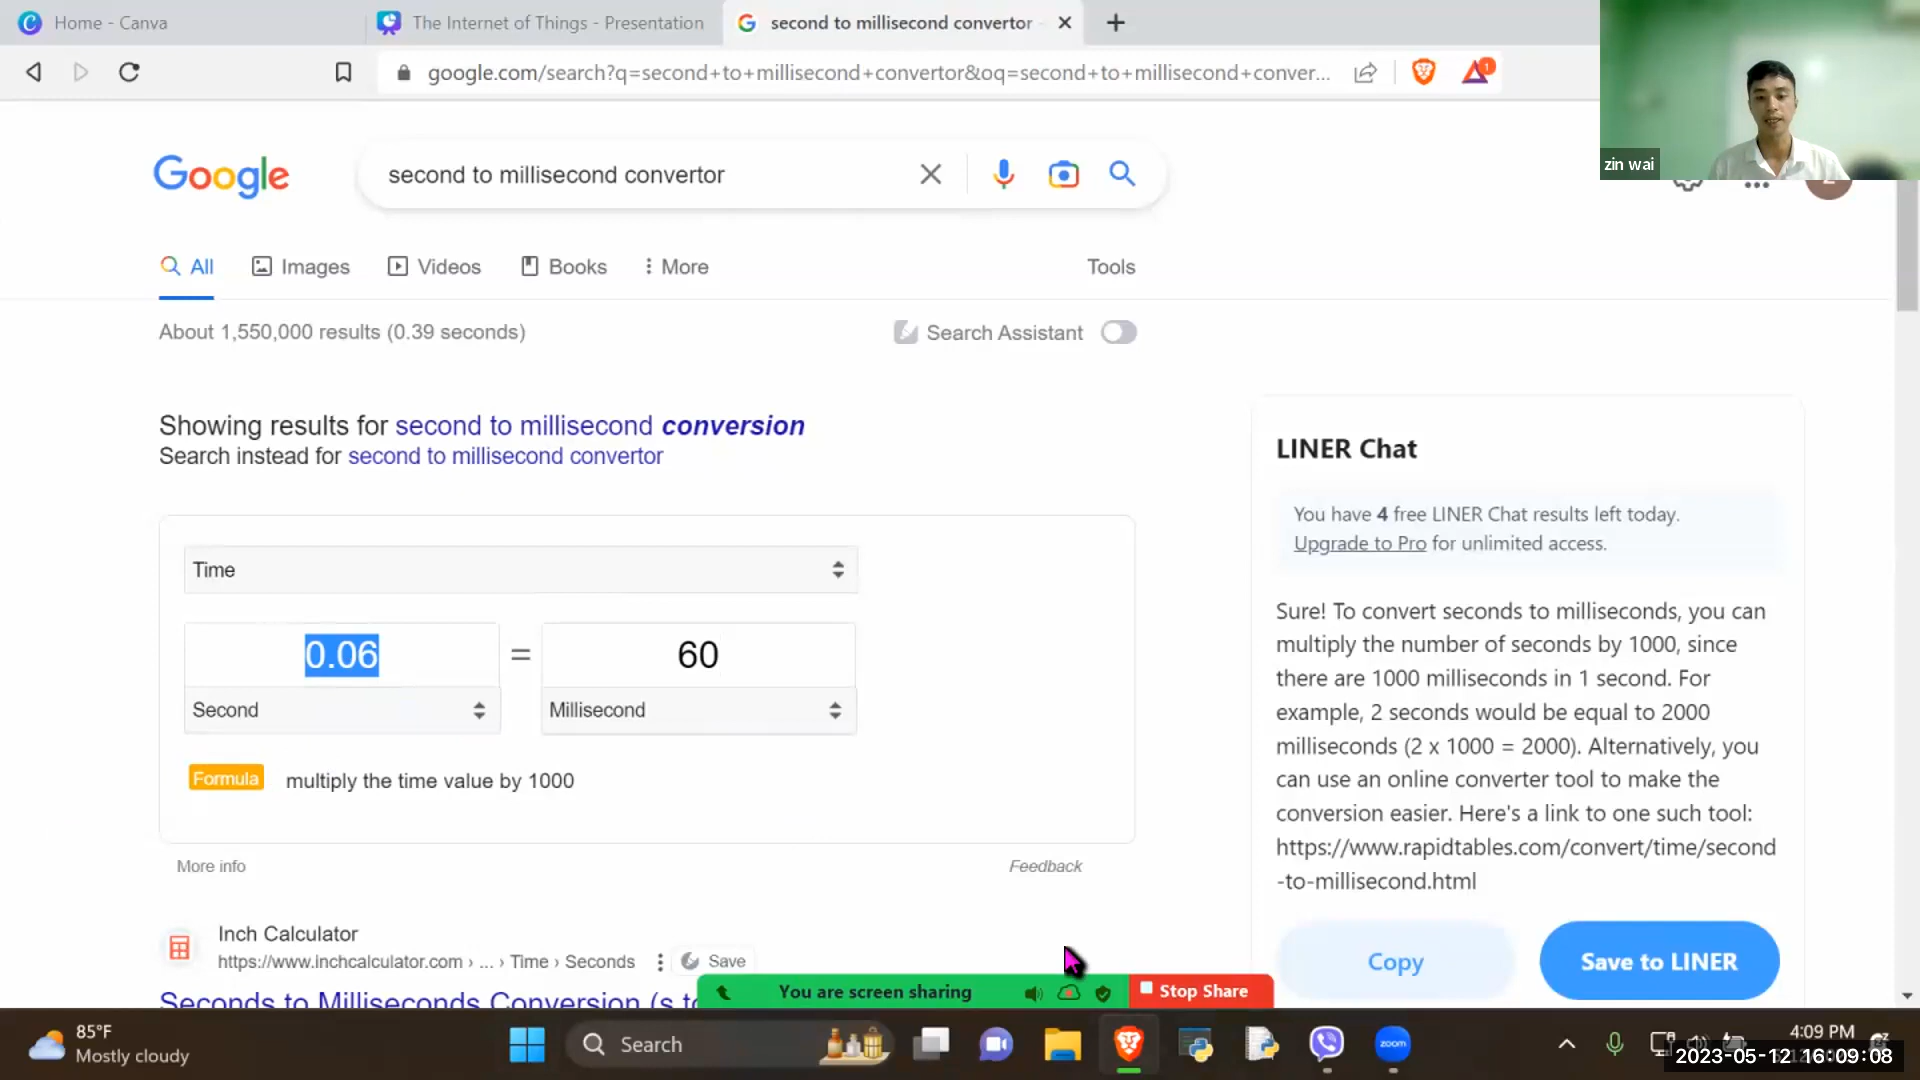 Home - Canva
The Internet of Things - Presentation
second to millisecond convertor
google.com/search?q=second+to+millisecond+convertor&oq=second+to+millisecond+conver...
1
zin wai
Google
second to millisecond convertor
All
Images
Videos
Books
More
Tools
About 1,550,000 results (0.39 seconds)
Search Assistant
Showing results for second to millisecond conversion
Search instead for second to millisecond convertor
Time
0.06
=
60
Second
Millisecond
Formula
multiply the time value by 1000
More info
Feedback
Inch Calculator
https://www.inchcalculator.com › ... › Time › Seconds
Save
Seconds to Milliseconds Conversion (s to
LINER Chat
You have 4 free LINER Chat results left today.
Upgrade to Pro for unlimited access.
Sure! To convert seconds to milliseconds, you can
multiply the number of seconds by 1000, since
there are 1000 milliseconds in 1 second. For
example, 2 seconds would be equal to 2000
milliseconds (2 x 1000 = 2000). Alternatively, you
can use an online converter tool to make the
conversion easier. Here's a link to one such tool:
https://www.rapidtables.com/convert/time/second
-to-millisecond.html
Copy
Save to LINER
You are screen sharing
Stop Share
85°F
Mostly cloudy
Search
zoom
4:09 PM
2023-05-12 16:09:08